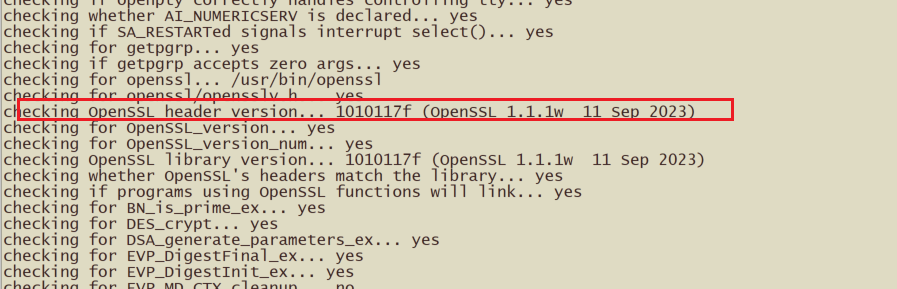 checking if openpty correctly handles controlling tty... yes
checking whether AI_NUMERICSERV is declared... yes
checking if SA_RESTARTed signals interrupt select()... yes
checking for getpgrp... yes
checking if getpgrp accepts zero args... yes
checking for openssl... /usr/bin/openssl
checking for openssl/opensslv.h... yes
checking OpenSSL header version... 1010117f (OpenSSL 1.1.1w  11 Sep 2023)
checking for OpenSSL_version... yes
checking for OpenSSL_version_num... yes
checking OpenSSL library version... 1010117f (OpenSSL 1.1.1w  11 Sep 2023)
checking whether OpenSSL's headers match the library... yes
checking if programs using OpenSSL functions will link... yes
checking for BN_is_prime_ex... yes
checking for DES_crypt... yes
checking for DSA_generate_parameters_ex... yes
checking for EVP_DigestFinal_ex... yes
checking for EVP_DigestInit_ex... yes
checking for EVP_MD_CTX_cleanup... no